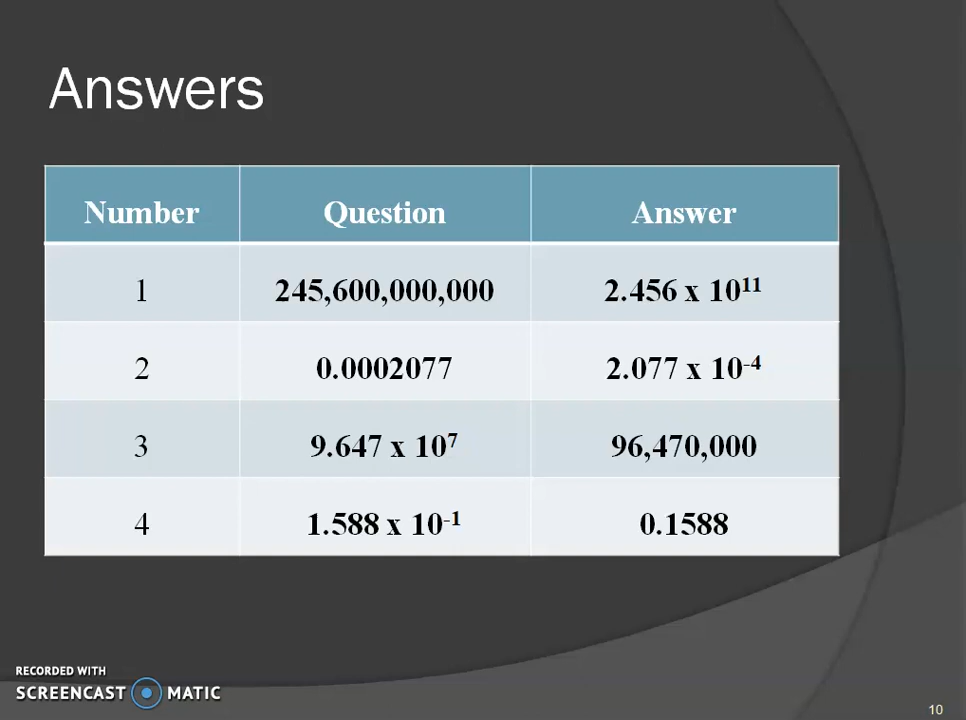 Answers
Number Question Answer
1 245,600,000,000 2.456 x 10¹¹
2 0.0002077 2.077 x 10⁻⁴
3 9.647 x 10⁷ 96,470,000
4 1.588 x 10⁻¹ 0.1588
RECORDED WITH
SCREENCAST MATIC
10